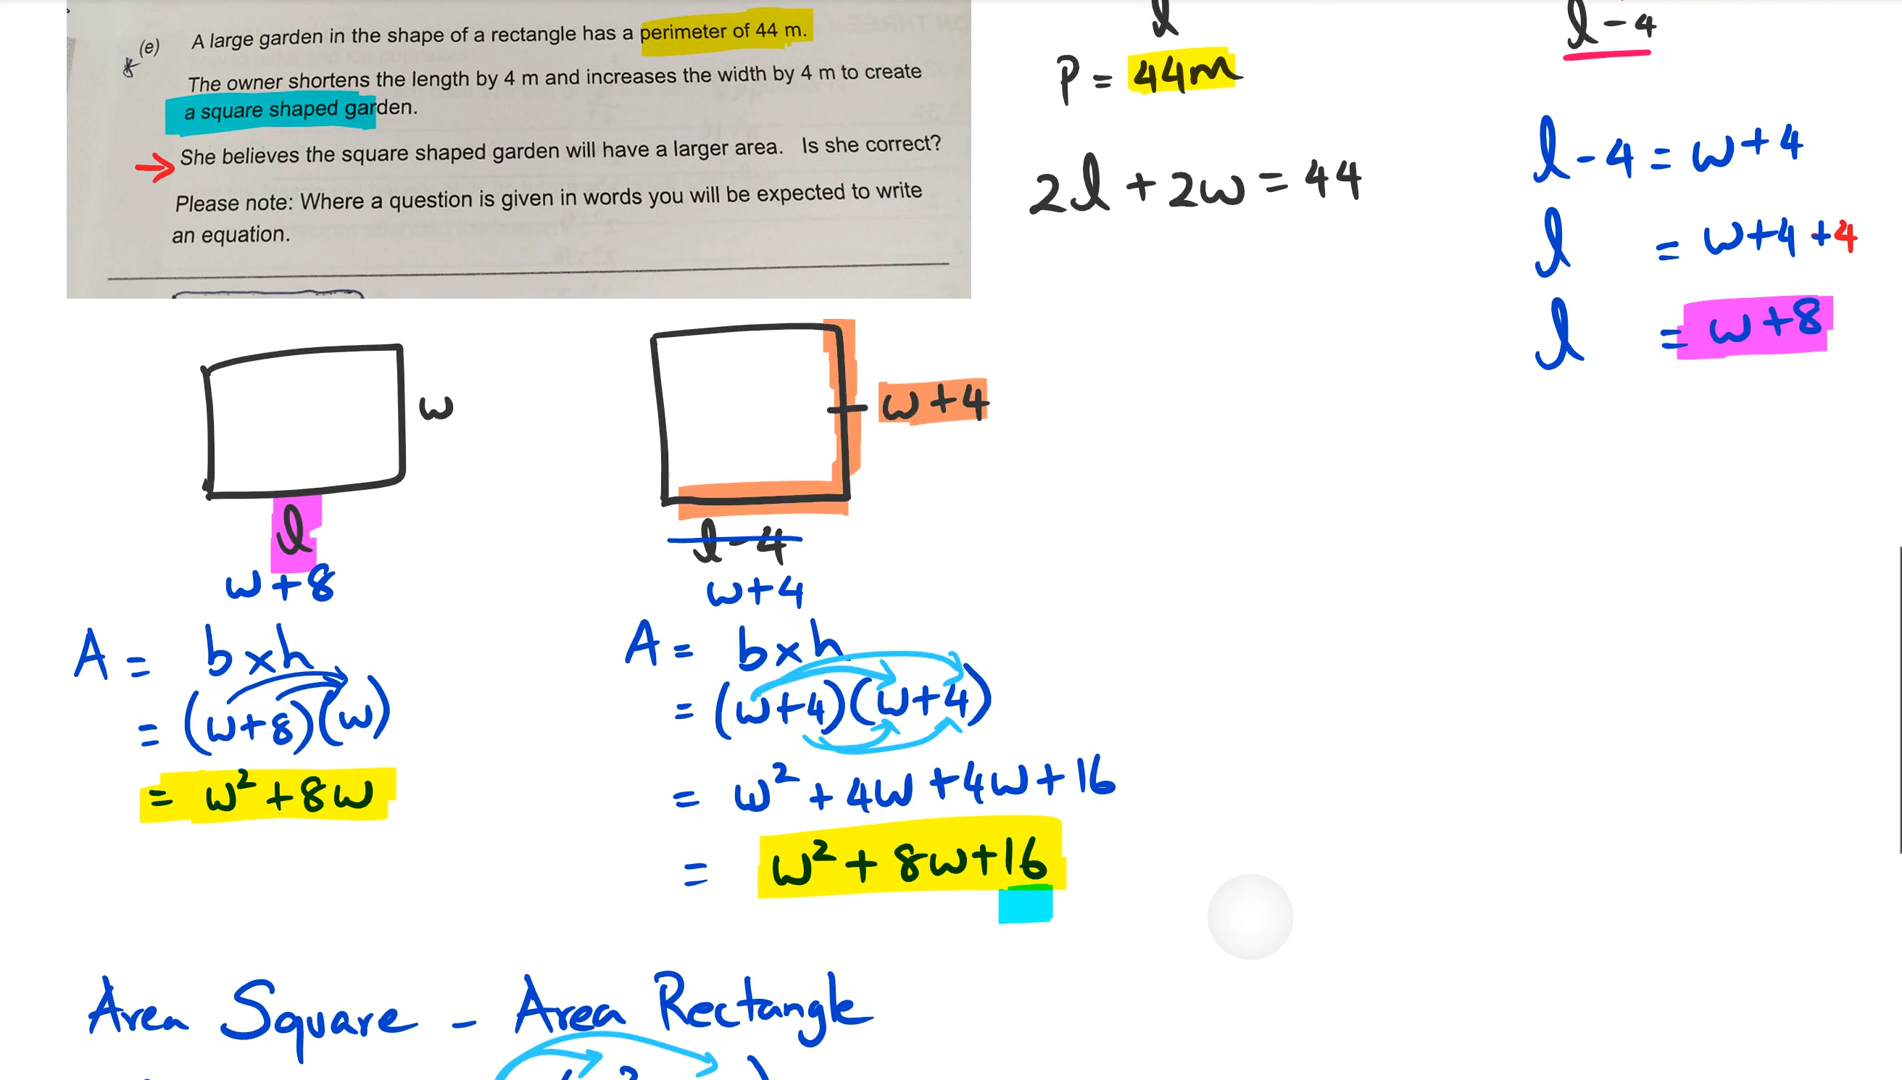 (e) A large garden in the shape of a rectangle has a perimeter of 44 m.
The owner shortens the length by 4 m and increases the width by 4 m to create
a square shaped garden.
She believes the square shaped garden will have a larger area. Is she correct?
Please note: Where a question is given in words you will be expected to write
an equation.
l
P = 44m
2l + 2w = 44
l - 4
l - 4 = w + 4
l = w + 4 + 4
l = w + 8
w
l
w + 8
A = b x h
= (w+8)(w)
= w² + 8w
w + 4
l - 4
w + 4
A = b x h
= (w+4)(w+4)
= w² + 4w + 4w + 16
= w² + 8w + 16
Area Square - Area Rectangle